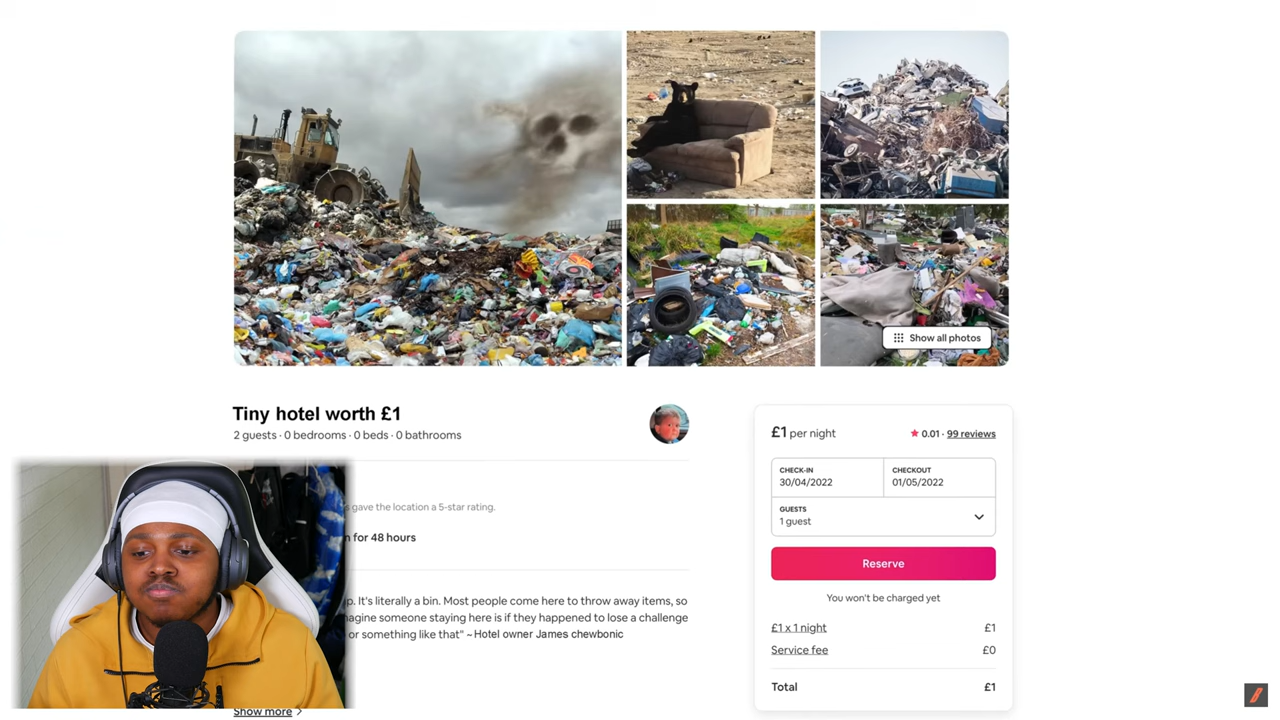 Show all photos
Tiny hotel worth £1
2 guests · 0 bedrooms · 0 beds · 0 bathrooms
gave the location a 5-star rating.
for 48 hours
It's literally a bin. Most people come here to throw away items, so
someone staying here is if they happened to lose a challenge
or something like that" ~ Hotel owner James chewbonic
Show more >
£1 per night
0.01 · 99 reviews
CHECK-IN
30/04/2022
CHECKOUT
01/05/2022
GUESTS
1 guest
Reserve
You won't be charged yet
£1 x 1 night £1
Service fee £0
Total £1